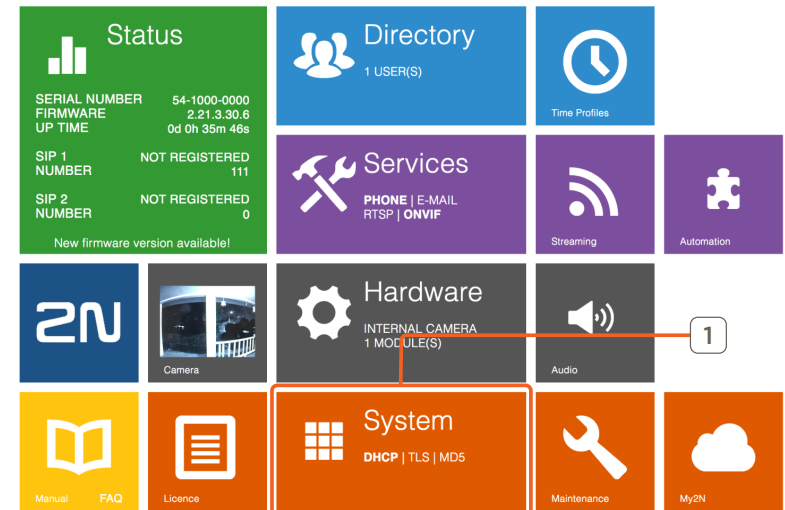 Status
SERIAL NUMBER 54-1000-0000
FIRMWARE 2.21.3.30.6
UP TIME 0d 0h 35m 46s
SIP 1 NOT REGISTERED
NUMBER 111
SIP 2 NOT REGISTERED
NUMBER 0
New firmware version available!
Directory
1 USER(S)
Time Profiles
Services
PHONE | E-MAIL
RTSP | ONVIF
Streaming
Automation
2N
Camera
Hardware
INTERNAL CAMERA
1 MODULE(S)
Audio
1
Manual FAQ
Licence
System
DHCP | TLS | MD5
Maintenance
My2N